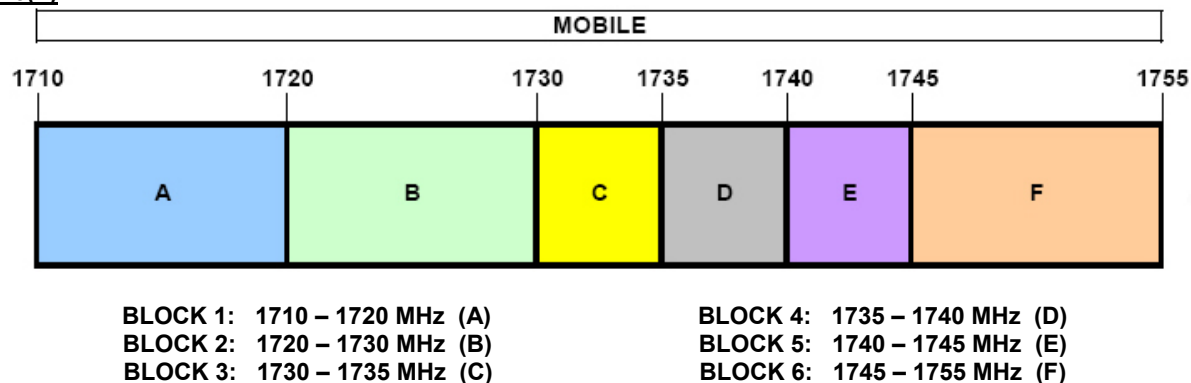 MOBILE
1710 1720 1730 1735 1740 1745 1755
A B C D E F
BLOCK 1: 1710 – 1720 MHz (A)
BLOCK 2: 1720 – 1730 MHz (B)
BLOCK 3: 1730 – 1735 MHz (C)
BLOCK 4: 1735 – 1740 MHz (D)
BLOCK 5: 1740 – 1745 MHz (E)
BLOCK 6: 1745 – 1755 MHz (F)